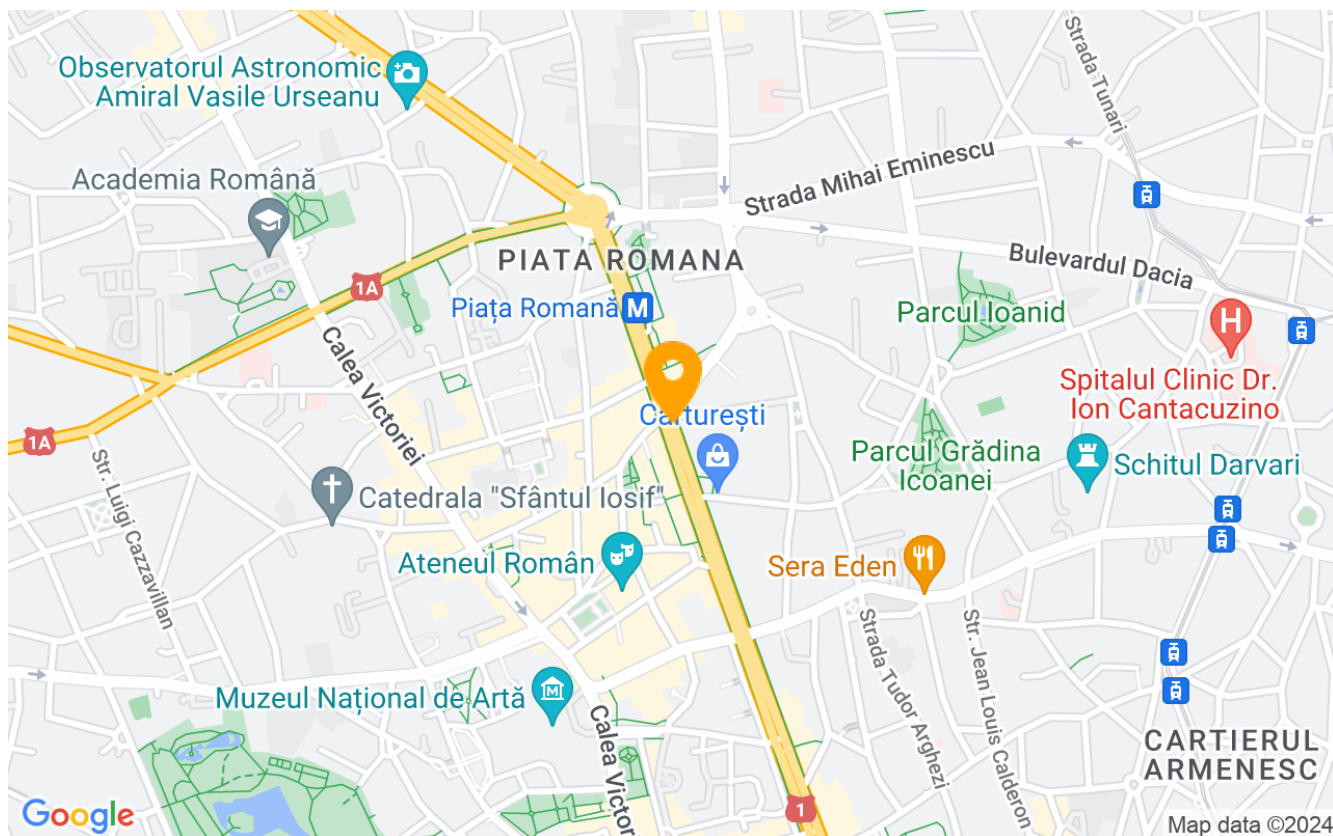 Strada Tunari
Observatorul Astronomic
Amiral Vasile Urseanu
Strada Mihai Eminescu
Academia Română
PIATA ROMANA
Bulevardul Dacia
1A
Piața Romană
M
Parcul Ioanid
H
Calea Victoriei
Spitalul Clinic Dr.
Ion Cantacuzino
Cărturești
1A
Parcul Grădina
Icoanei
Schitul Darvari
Str. Luigi Cazzavillan
Catedrala "Sfântul Iosif"
Ateneul Român
Sera Eden
Strada Tudor Arghezi
Str. Jean Louis Calderon
Muzeul Național de Artă
M
Calea Victor
CARTIERUL
ARMENESC
1
Google
Map data ©2024